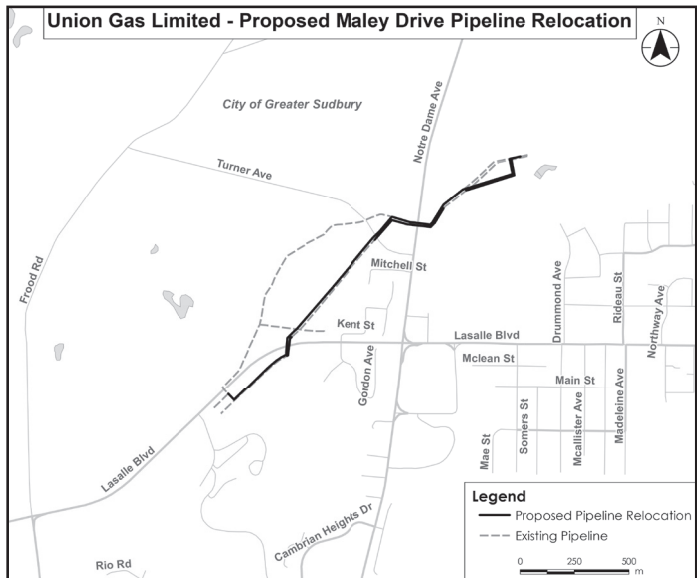 Union Gas Limited - Proposed Maley Drive Pipeline Relocation
N
City of Greater Sudbury
Notre Dame Ave
Turner Ave
Frood Rd
Mitchell St
Drummond Ave
Rideau St
Northway Ave
Kent St
Lasalle Blvd
Gordon Ave
Mclean St
Main St
Mae St
Somers St
Mcallister Ave
Madeleine Ave
Lasalle Blvd
Cambrian Heights Dr
Rio Rd
Legend
Proposed Pipeline Relocation
Existing Pipeline
0 250 500
m